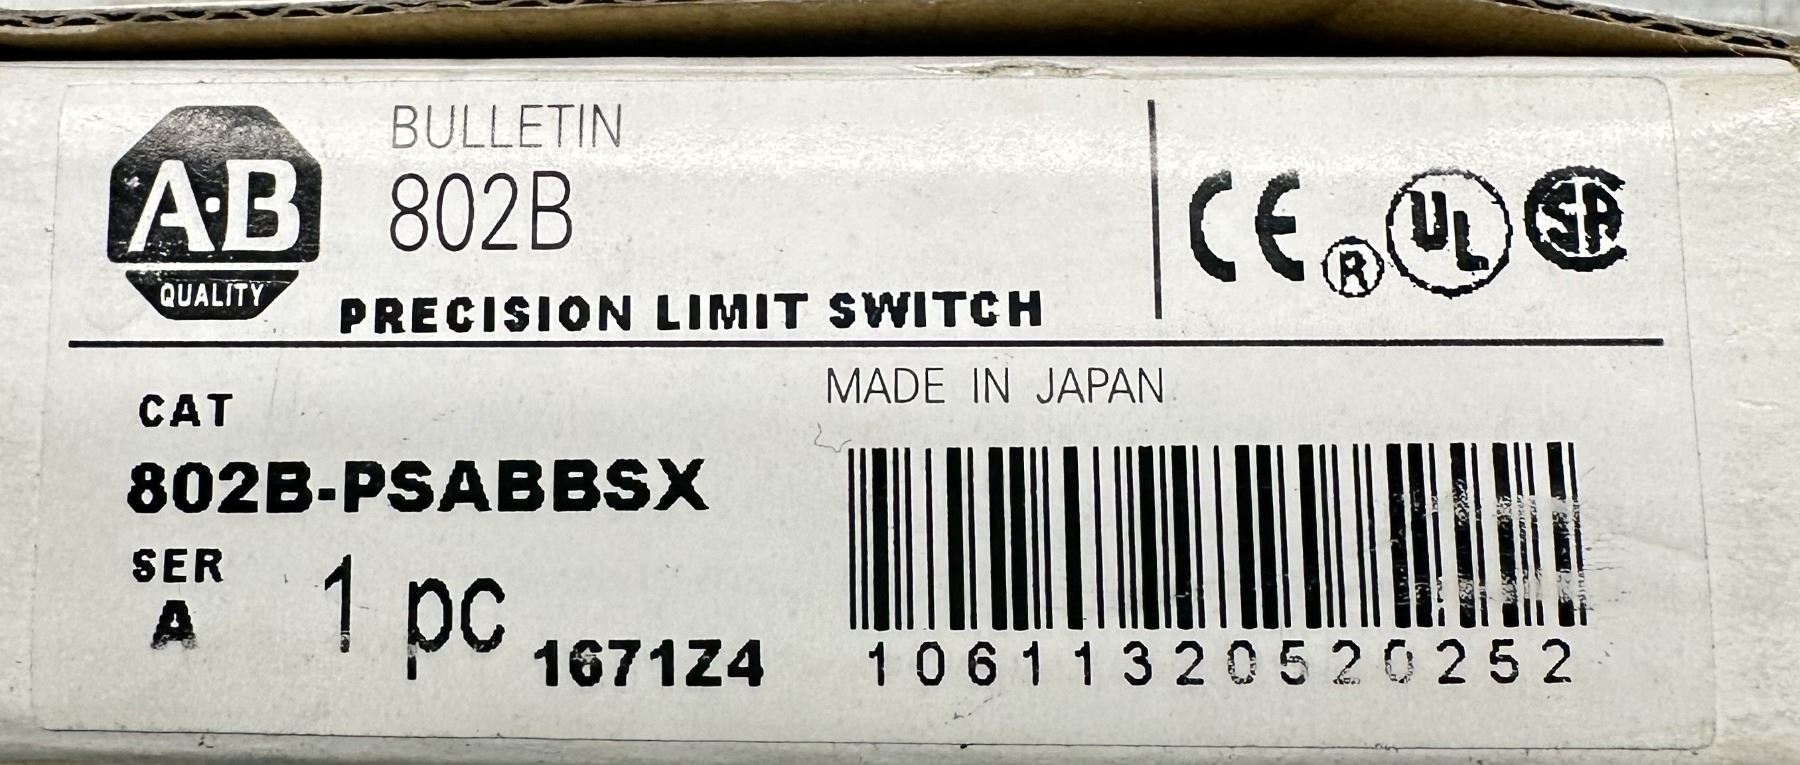 A·B
QUALITY
BULLETIN
802B
PRECISION LIMIT SWITCH
CE ® UL SA
CAT
802B-PSABBSX
SER
A
1 pc
1671Z4
MADE IN JAPAN
10611320520252